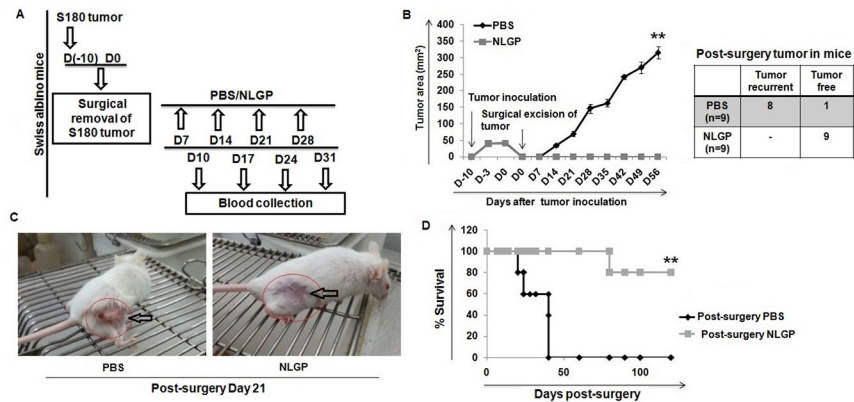 A
Swiss albino mice
S180 tumor
D(-10) D0
Surgical
removal of
S180 tumor
PBS/NLGP
D7 D14 D21 D28
D10 D17 D24 D31
Blood collection
B
PBS
NLGP
**
Tumor area (mm²)
400
350
300
250
200
150
100
50
0
Tumor inoculation
Surgical excision of
tumor
D-10 D-3 D0 D0 D7 D14 D21 D28 D35 D42 D49 D56
Days after tumor inoculation
Post-surgery tumor in mice
Tumor
recurrent
Tumor
free
PBS
(n=9)
8 1
NLGP
(n=9)
- 9
C
PBS NLGP
Post-surgery Day 21
D
% Survival
120
100
80
60
40
20
0
0 50 100
**
Post-surgery PBS
Post-surgery NLGP
Days post-surgery